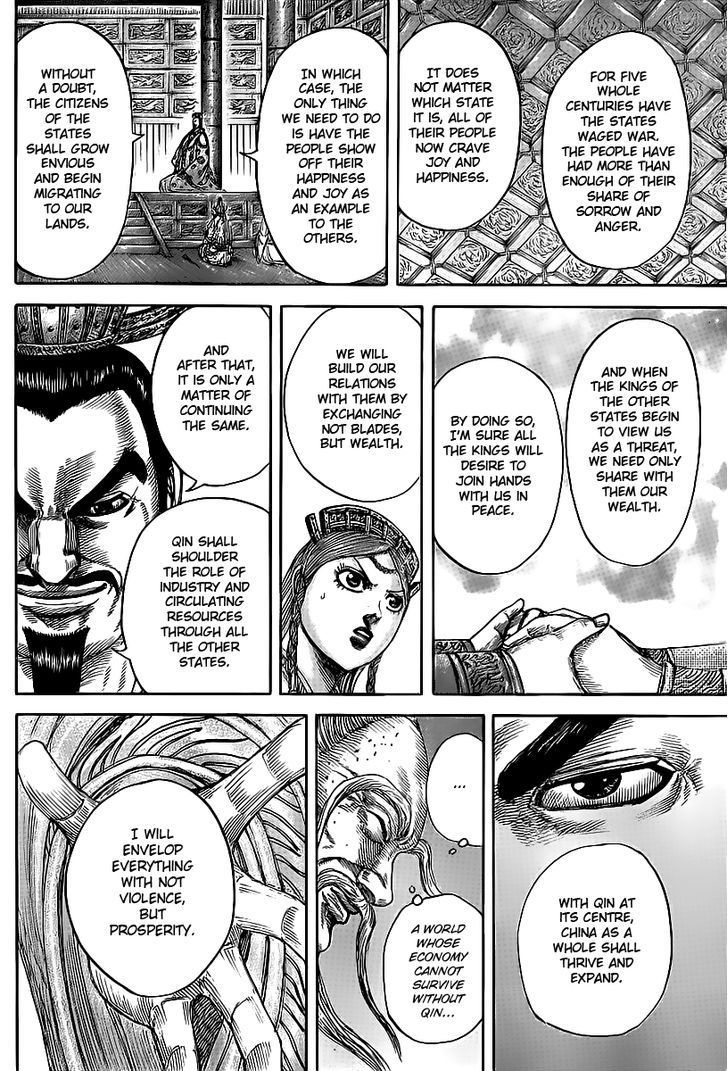 FOR FIVE
WHOLE
CENTURIES HAVE
THE STATES
WAGED WAR.
THE PEOPLE HAVE
HAD MORE THAN
ENOUGH OF THEIR
SHARE OF
SORROW AND
ANGER.
IT DOES
NOT MATTER
WHICH STATE
IT IS, ALL OF
THEIR PEOPLE
NOW CRAVE
JOY AND
HAPPINESS.
IN WHICH
CASE, THE
ONLY THING
WE NEED TO DO
IS HAVE THE
PEOPLE SHOW
OFF THEIR
HAPPINESS
AND JOY AS
AN EXAMPLE
TO THE
OTHERS.
WITHOUT
A DOUBT,
THE CITIZENS
OF THE
STATES
SHALL GROW
ENVIOUS
AND BEGIN
MIGRATING
TO OUR
LANDS.
AND WHEN
THE KINGS OF
THE OTHER
STATES BEGIN
TO VIEW US
AS A THREAT,
WE NEED ONLY
SHARE WITH
THEM OUR
WEALTH.
BY DOING SO,
I'M SURE ALL
THE KINGS WILL
DESIRE TO
JOIN HANDS
WITH US IN
PEACE.
WE WILL
BUILD OUR
RELATIONS
WITH THEM BY
EXCHANGING
NOT BLADES,
BUT WEALTH.
AND
AFTER THAT,
IT IS ONLY A
MATTER OF
CONTINUING
THE SAME.
QIN SHALL
SHOULDER
THE ROLE OF
INDUSTRY AND
CIRCULATING
RESOURCES
THROUGH ALL
THE OTHER
STATES.
WITH QIN AT
ITS CENTRE,
CHINA AS A
WHOLE SHALL
THRIVE AND
EXPAND.
...
A WORLD
WHOSE
ECONOMY
CANNOT
SURVIVE
WITHOUT
QIN...
I WILL
ENVELOP
EVERYTHING
WITH NOT
VIOLENCE,
BUT
PROSPERITY.